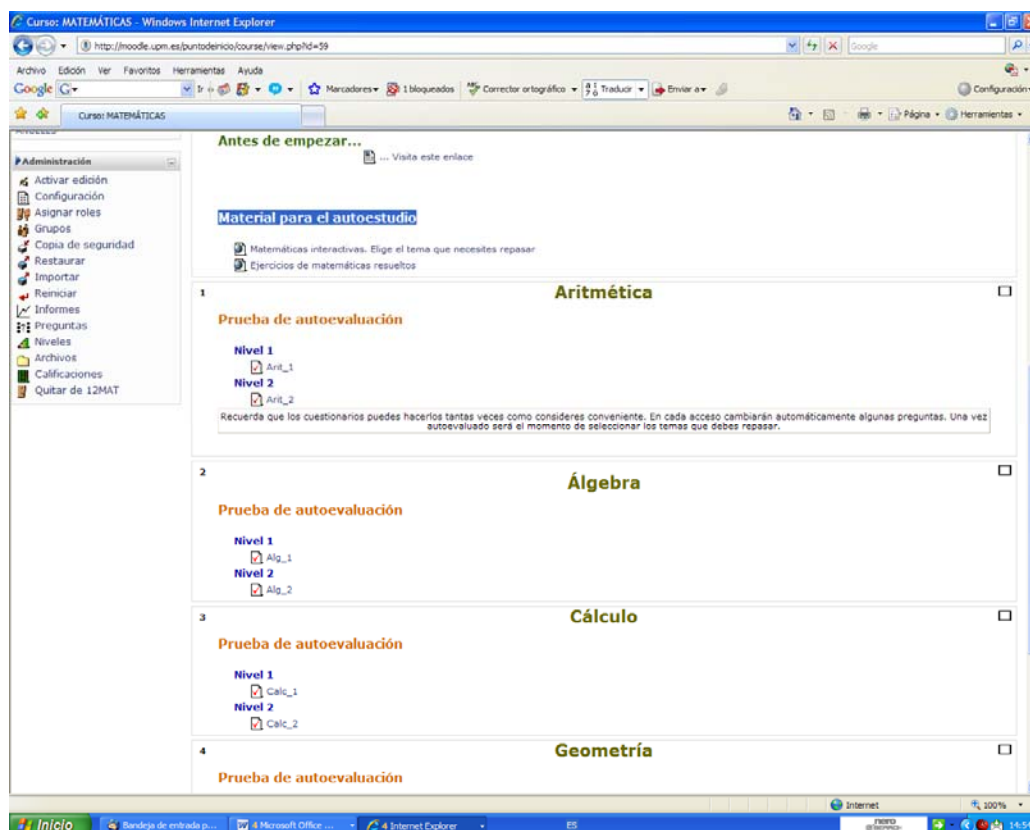 Curso: MATEMÁTICAS - Windows Internet Explorer
http://moodle.upm.es/puntodeinicio/course/view.php?id=59
Google
Archivo Edición Ver Favoritos Herramientas Ayuda
Google G Ir Marcadores 1 bloqueados Corrector ortográfico Traducir Enviar a Configuración
Curso: MATEMÁTICAS
Página Herramientas
Administración
Activar edición
Configuración
Asignar roles
Grupos
Copia de seguridad
Restaurar
Importar
Reiniciar
Informes
Preguntas
Niveles
Archivos
Calificaciones
Quitar de 12MAT
Antes de empezar...
... Visita este enlace
Material para el autoestudio
Matemáticas interactivas. Elige el tema que necesites repasar
Ejercicios de matemáticas resueltos
1
Aritmética
Prueba de autoevaluación
Nivel 1
Arit_1
Nivel 2
Arit_2
Recuerda que los cuestionarios puedes hacerlos tantas veces como consideres conveniente. En cada acceso cambiarán automáticamente algunas preguntas. Una vez
autoevaluado será el momento de seleccionar los temas que debes repasar.
2
Álgebra
Prueba de autoevaluación
Nivel 1
Alg_1
Nivel 2
Alg_2
3
Cálculo
Prueba de autoevaluación
Nivel 1
Calc_1
Nivel 2
Calc_2
4
Geometría
Prueba de autoevaluación
Internet 100%
Inicio Bandeja de entrada p... 4 Microsoft Office ... 4 Internet Explorer ES nero